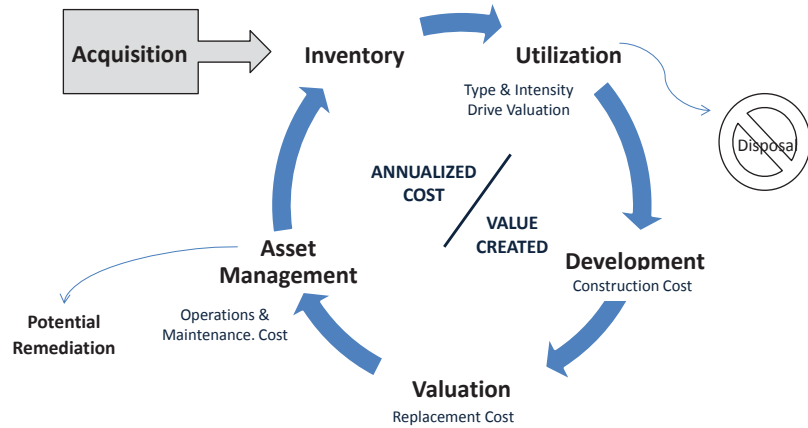 Acquisition
Inventory
Utilization
Type & Intensity
Drive Valuation
Disposal
ANNUALIZED
COST
VALUE
CREATED
Development
Construction Cost
Asset
Management
Operations &
Maintenance. Cost
Potential
Remediation
Valuation
Replacement Cost